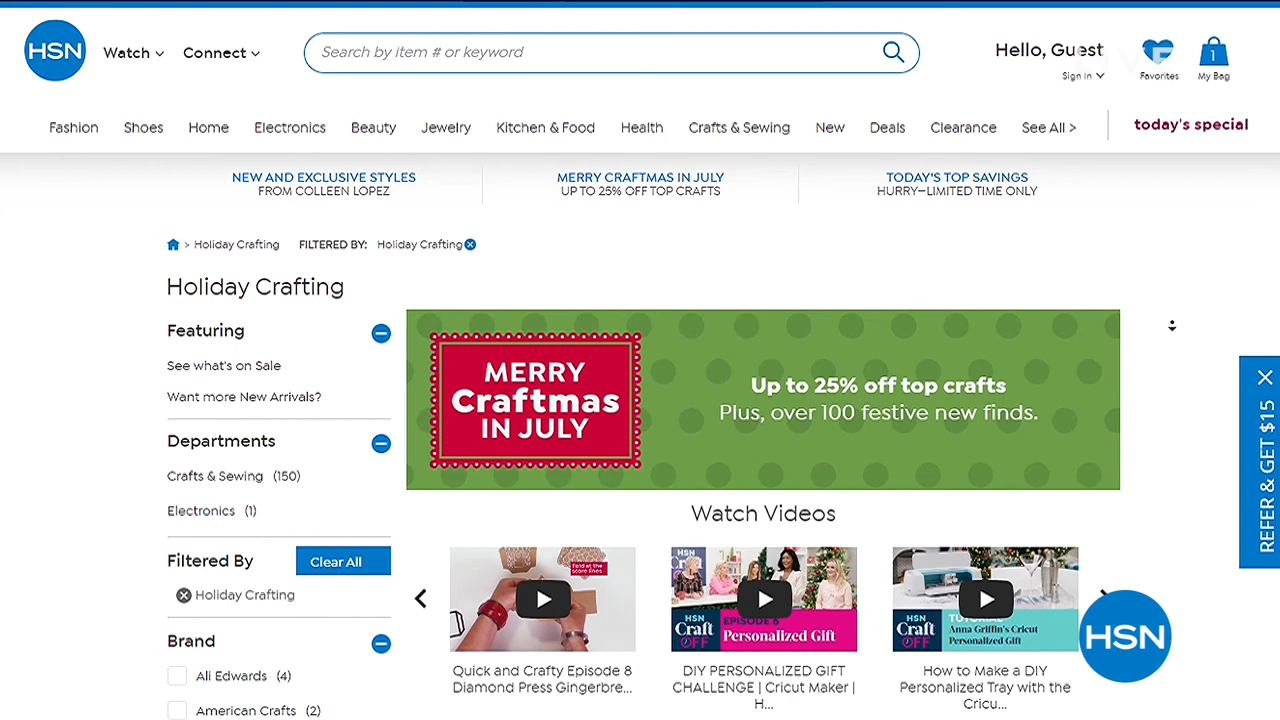 HSN
Watch
Connect
Search by item # or keyword
Hello, Guest
Sign in
Favorites
1
My Bag
Fashion
Shoes
Home
Electronics
Beauty
Jewelry
Kitchen & Food
Health
Crafts & Sewing
New
Deals
Clearance
See All >
today's special
NEW AND EXCLUSIVE STYLES
FROM COLLEEN LOPEZ
MERRY CRAFTMAS IN JULY
UP TO 25% OFF TOP CRAFTS
TODAY'S TOP SAVINGS
HURRY—LIMITED TIME ONLY
> Holiday Crafting
FILTERED BY:
Holiday Crafting
Holiday Crafting
Featuring
See what's on Sale
Want more New Arrivals?
Departments
Crafts & Sewing (150)
Electronics (1)
Filtered By
Clear All
Holiday Crafting
Brand
All Edwards (4)
American Crafts (2)
MERRY
Craftmas
IN JULY
Up to 25% off top crafts
Plus, over 100 festive new finds.
REFER & GET $15
Watch Videos
Fold at the
score lines
Quick and Crafty Episode 8
Diamond Press Gingerbre...
HSN
Craft
OFF
EPISODE 6
Personalized Gift
DIY PERSONALIZED GIFT
CHALLENGE | Cricut Maker |
H...
HSN
Craft
OFF
TUTORIAL
Anna Griffin's Cricut
Personalized Gift
How to Make a DIY
Personalized Tray with the
Cricu...
HSN